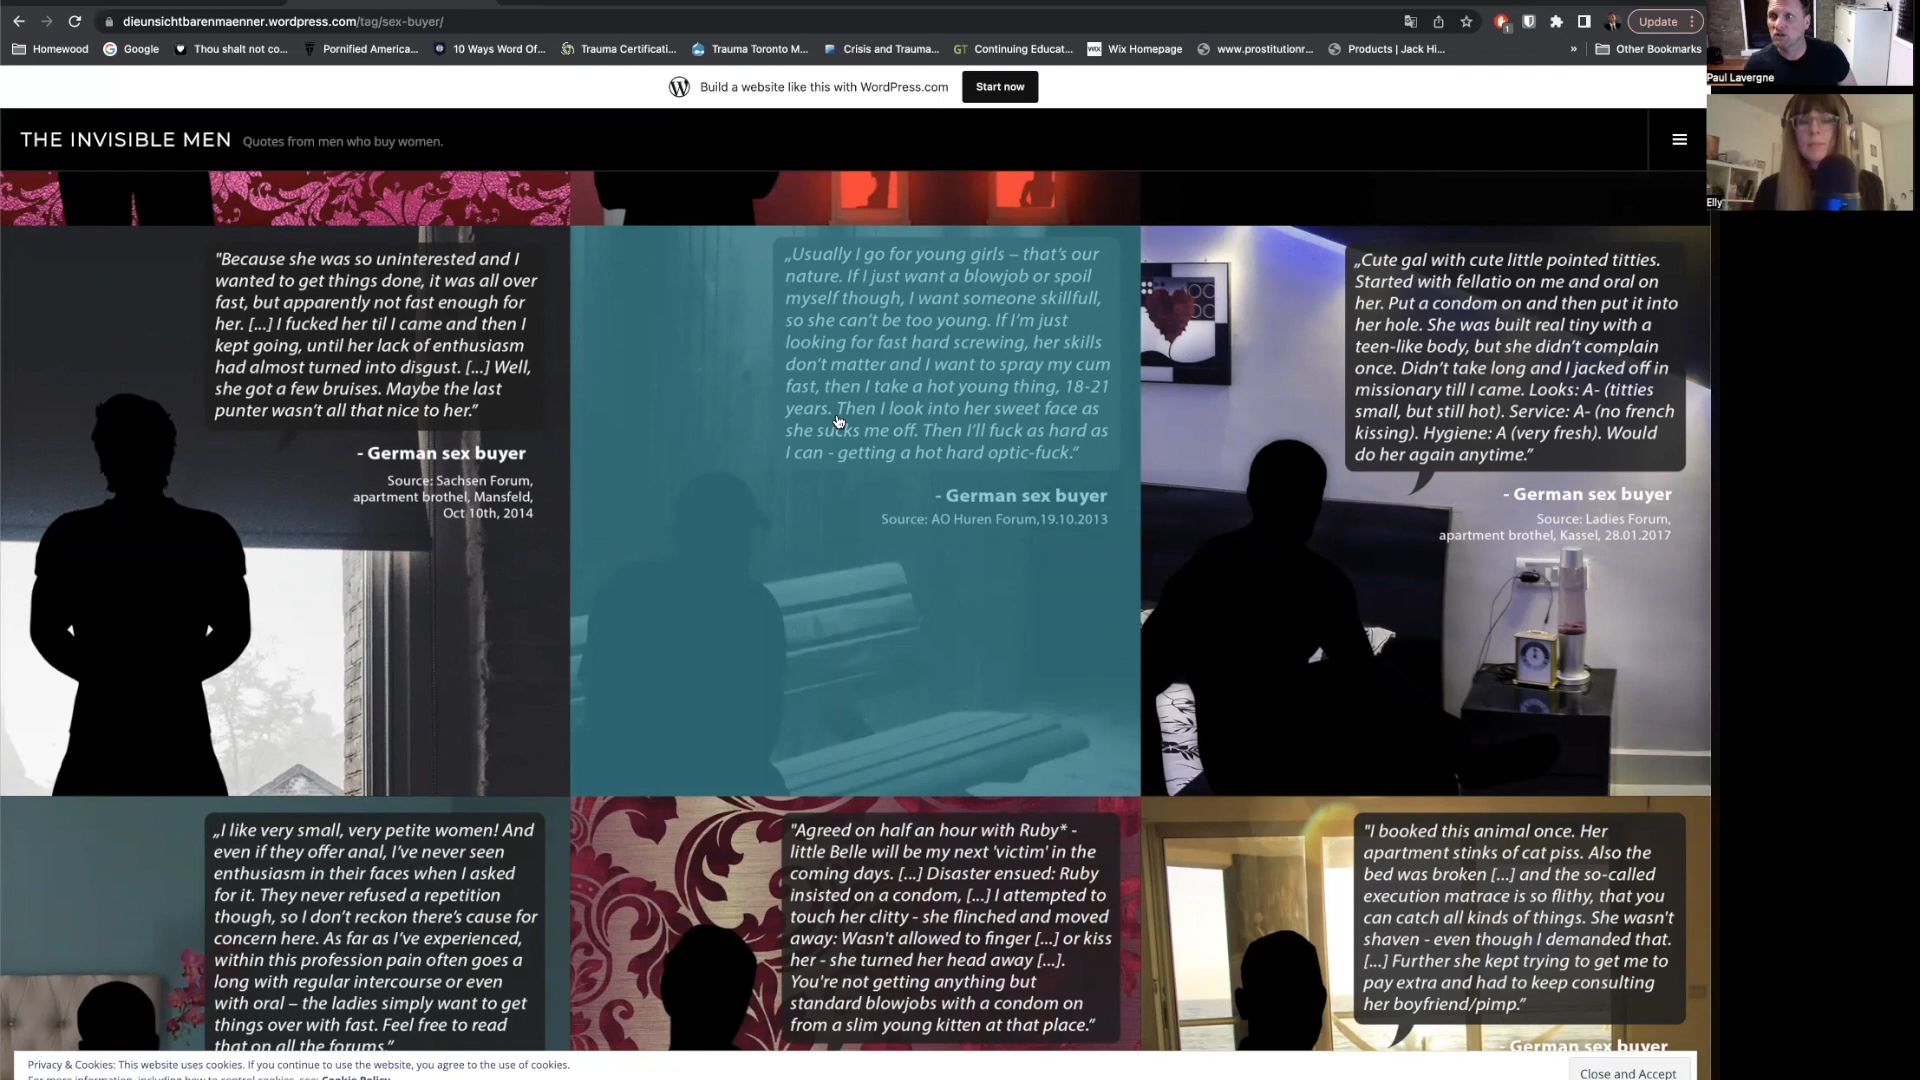 dieunsichtbarenmaenner.wordpress.com/tag/sex-buyer/
Update
Homewood
Google
Thou shalt not co...
Pornified America...
10 Ways Word Of...
Trauma Certificati...
Trauma Toronto M...
Crisis and Trauma...
Continuing Educat...
Wix Homepage
www.prostitutionr...
Products | Jack Hi...
»
Other Bookmarks
Paul Lavergne
Elly
Build a website like this with WordPress.com
Start now
THE INVISIBLE MEN
Quotes from men who buy women.
"Because she was so uninterested and I
wanted to get things done, it was all over
fast, but apparently not fast enough for
her. [...] I fucked her til I came and then I
kept going, until her lack of enthusiasm
had almost turned into disgust. [...] Well,
she got a few bruises. Maybe the last
punter wasn't all that nice to her."
- German sex buyer
Source: Sachsen Forum,
apartment brothel, Mansfeld,
Oct 10th, 2014
„Usually I go for young girls – that's our
nature. If I just want a blowjob or spoil
myself though, I want someone skillfull,
so she can't be too young. If I'm just
looking for fast hard screwing, her skills
don't matter and I want to spray my cum
fast, then I take a hot young thing, 18-21
years. Then I look into her sweet face as
she sucks me off. Then I'll fuck as hard as
I can - getting a hot hard optic-fuck."
- German sex buyer
Source: AO Huren Forum,19.10.2013
„Cute gal with cute little pointed titties.
Started with fellatio on me and oral on
her. Put a condom on and then put it into
her hole. She was built real tiny with a
teen-like body, but she didn't complain
once. Didn't take long and I jacked off in
missionary till I came. Looks: A- (titties
small, but still hot). Service: A- (no french
kissing). Hygiene: A (very fresh). Would
do her again anytime."
- German sex buyer
Source: Ladies Forum,
apartment brothel, Kassel, 28.01.2017
„I like very small, very petite women! And
even if they offer anal, I've never seen
enthusiasm in their faces when I asked
for it. They never refused a repetition
though, so I don't reckon there's cause for
concern here. As far as I've experienced,
within this profession pain often goes a
long with regular intercourse or even
with oral – the ladies simply want to get
things over with fast. Feel free to read
that on all the forums."
"Agreed on half an hour with Ruby* -
little Belle will be my next 'victim' in the
coming days. [...] Disaster ensued: Ruby
insisted on a condom, [...] I attempted to
touch her clitty - she flinched and moved
away: Wasn't allowed to finger [...] or kiss
her - she turned her head away [...].
You're not getting anything but
standard blowjobs with a condom on
from a slim young kitten at that place."
"I booked this animal once. Her
apartment stinks of cat piss. Also the
bed was broken [...] and the so-called
execution matrace is so flithy, that you
can catch all kinds of things. She wasn't
shaven - even though I demanded that.
[...] Further she kept trying to get me to
pay extra and had to keep consulting
her boyfriend/pimp."
- German sex buyer
Privacy & Cookies: This website uses cookies. If you continue to use the website, you agree to the use of cookies.
For more information, including how to control cookies, see: Cookie Policy
Close and Accept